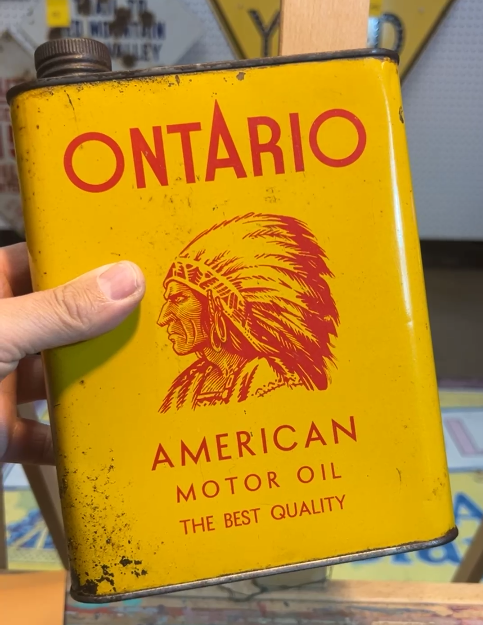 ONTARIO
AMERICAN
MOTOR OIL
THE BEST QUALITY